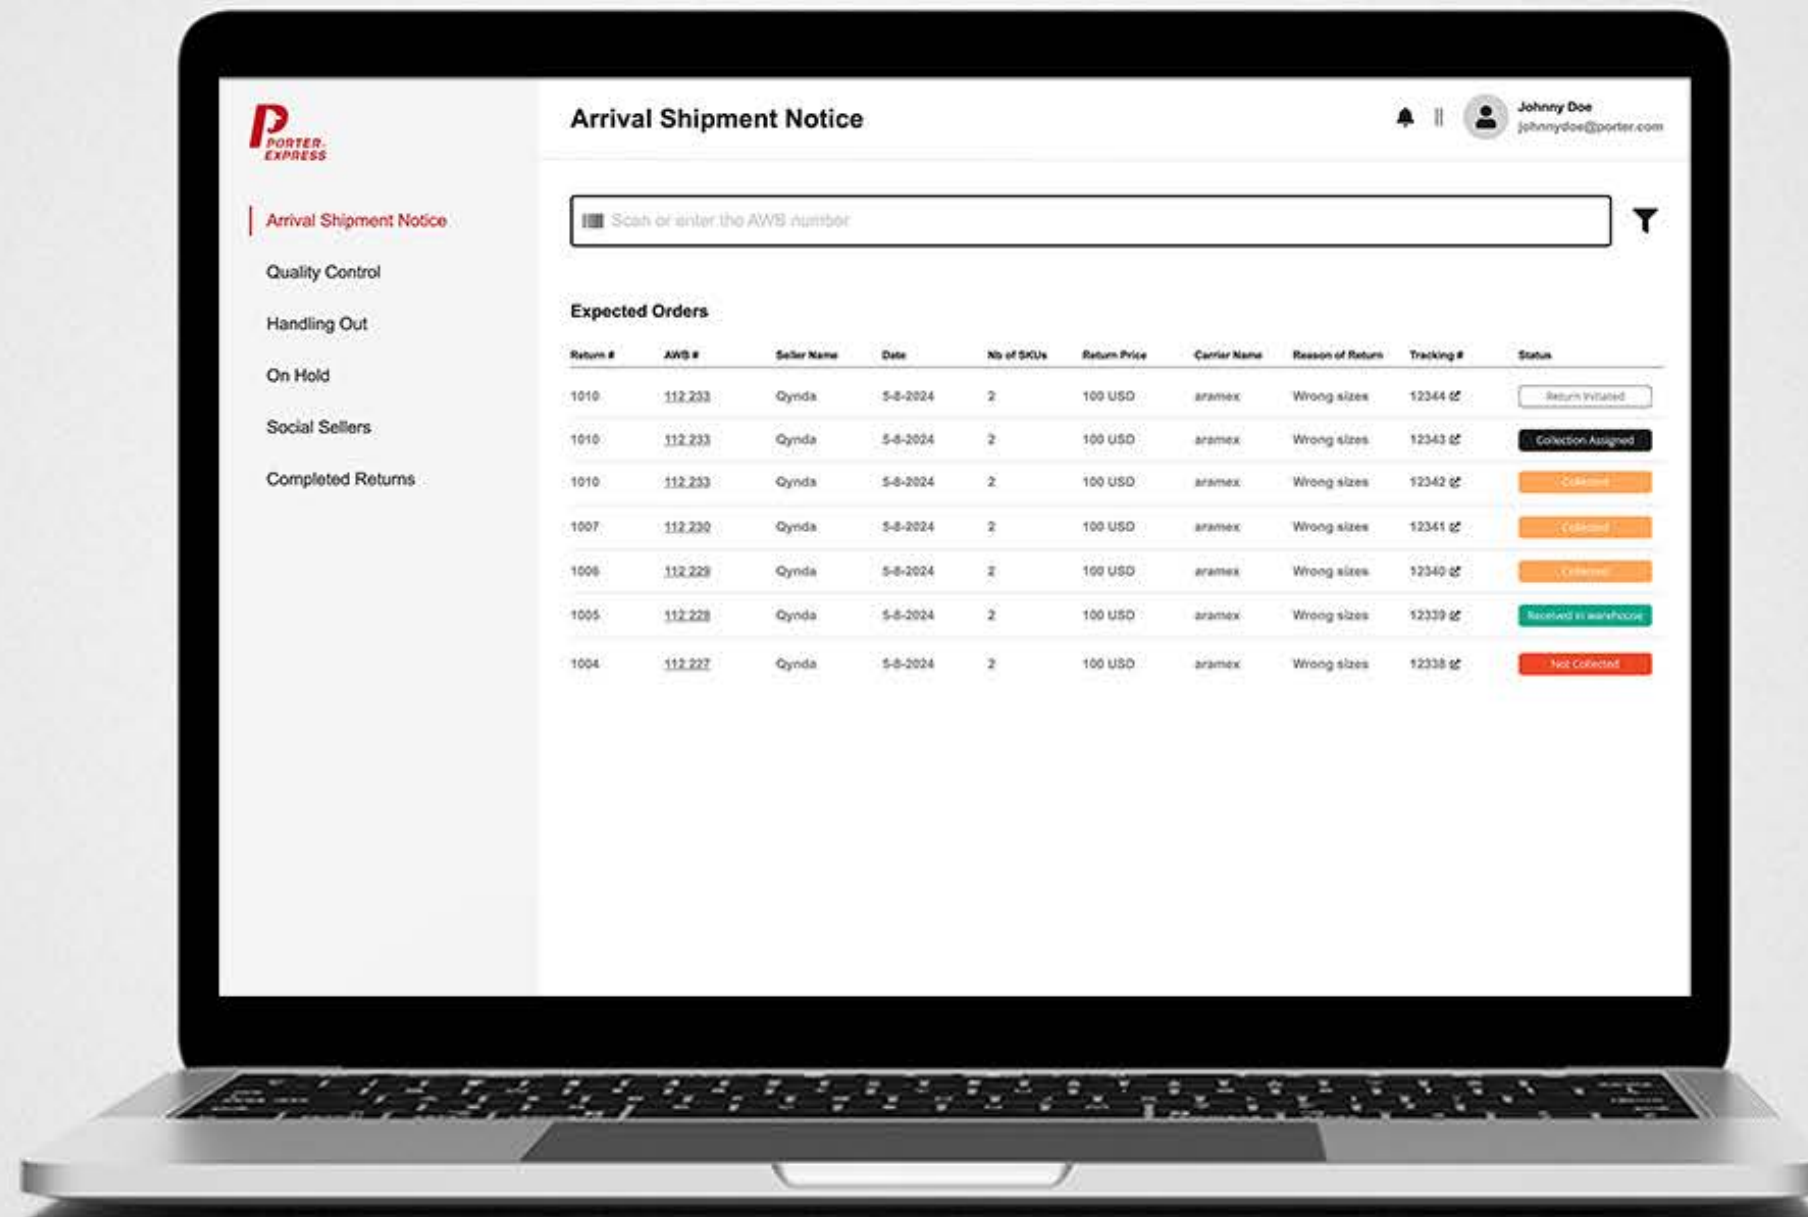 PORTER
EXPRESS
Arrival Shipment Notice
Quality Control
Handling Out
On Hold
Social Sellers
Completed Returns
Arrival Shipment Notice
Johnny Doe
johnnydoe@porter.com
Scan or enter the AWB number
Expected Orders
Return # AWB # Seller Name Date Nb of SKUs Return Price Carrier Name Reason of Return Tracking # Status
1010 112 233 Qynda 5-8-2024 2 100 USD aramex Wrong sizes 12344 Return Initiated
1010 112 233 Qynda 5-8-2024 2 100 USD aramex Wrong sizes 12343 Collection Assigned
1010 112 233 Qynda 5-8-2024 2 100 USD aramex Wrong sizes 12342 Collected
1007 112 230 Qynda 5-8-2024 2 100 USD aramex Wrong sizes 12341 Collected
1006 112 229 Qynda 5-8-2024 2 100 USD aramex Wrong sizes 12340 Collected
1005 112 228 Qynda 5-8-2024 2 100 USD aramex Wrong sizes 12339 Received in warehouse
1004 112 227 Qynda 5-8-2024 2 100 USD aramex Wrong sizes 12338 Not Collected